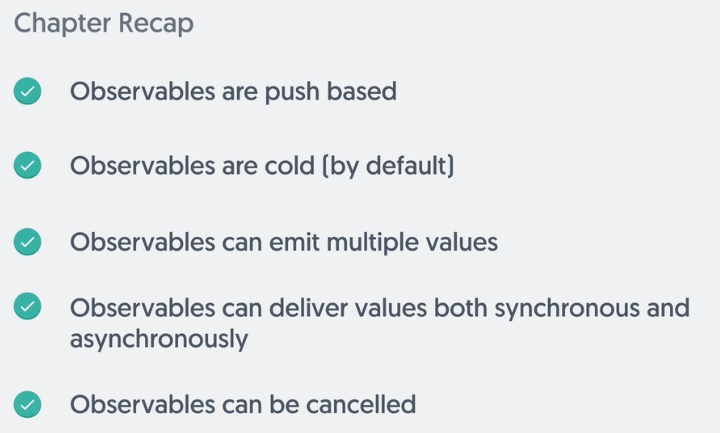 Chapter Recap
Observables are push based
Observables are cold (by default)
Observables can emit multiple values
Observables can deliver values both synchronous and
asynchronously
Observables can be cancelled